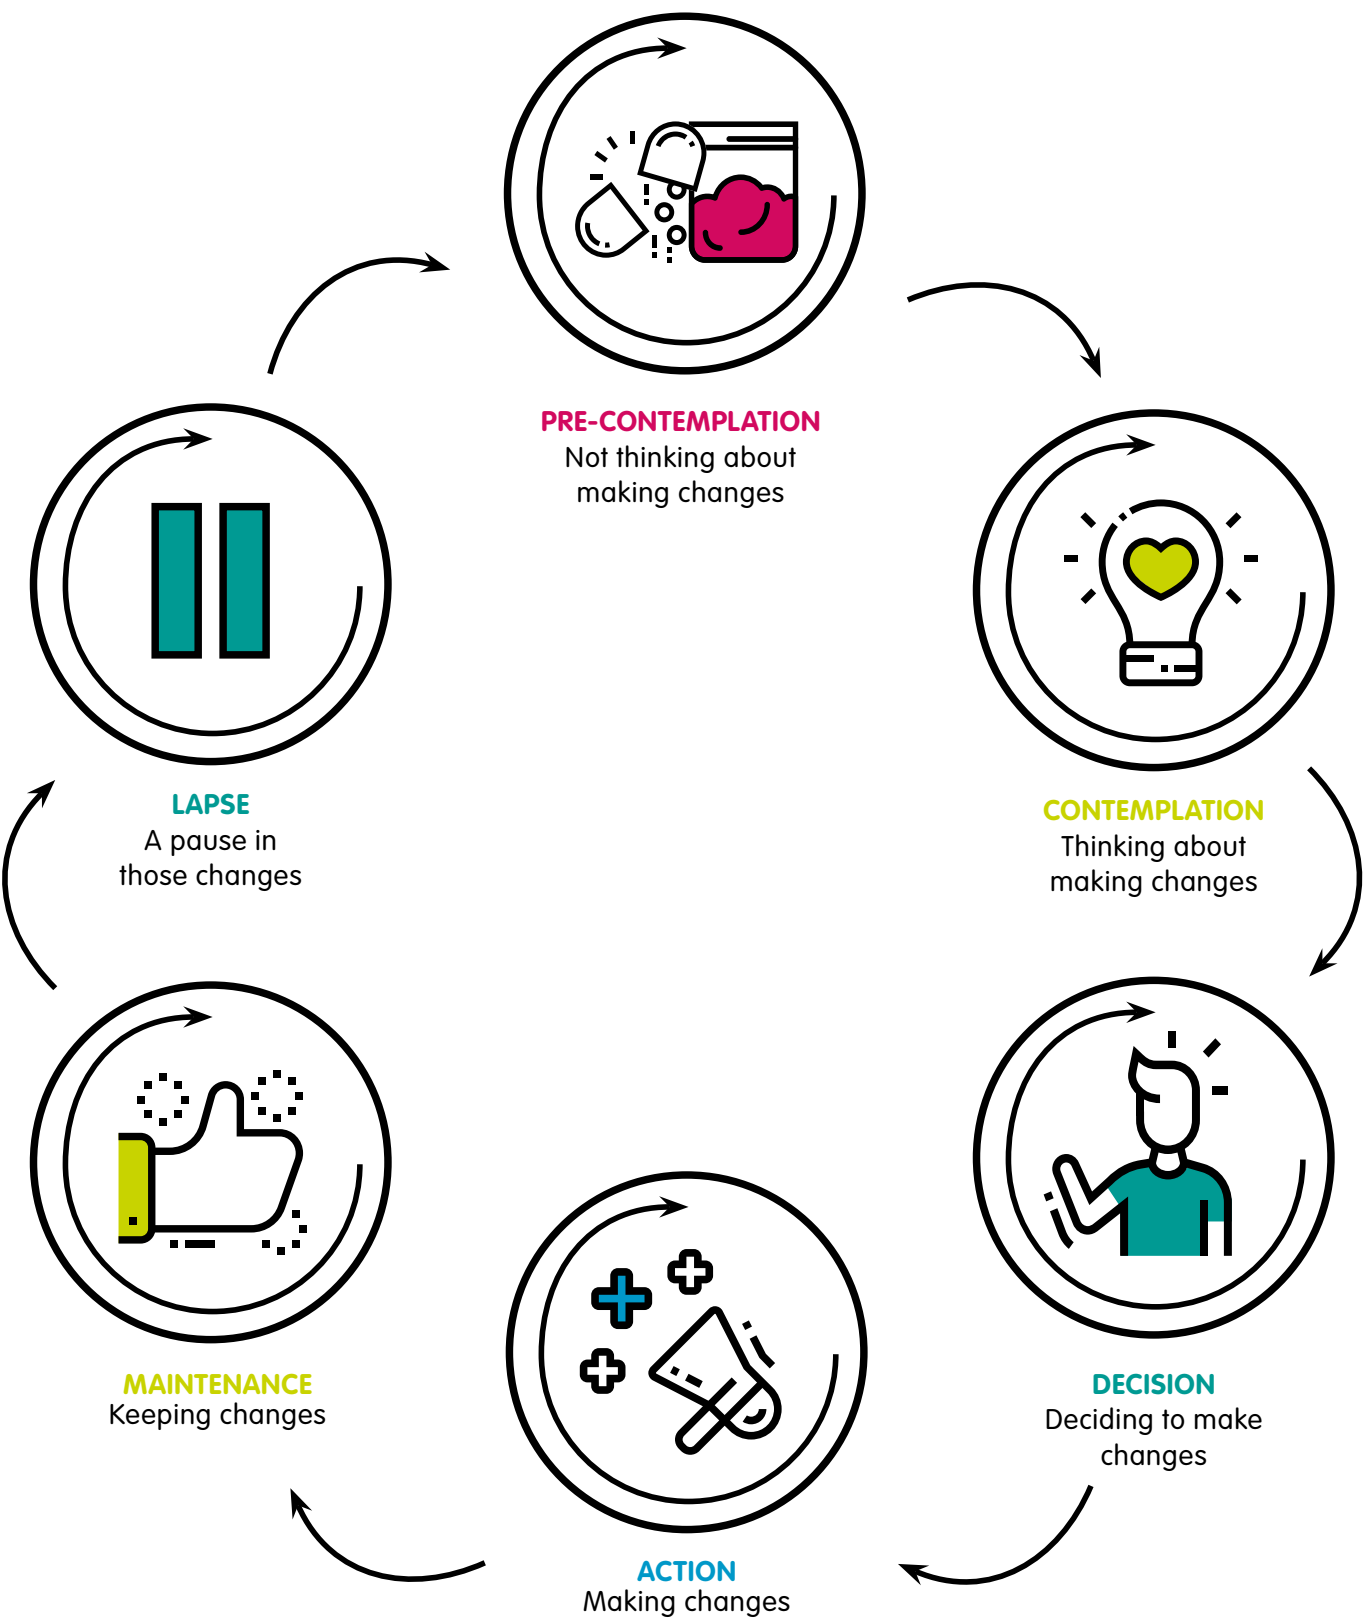 PRE-CONTEMPLATION
Not thinking about
making changes
CONTEMPLATION
Thinking about
making changes
DECISION
Deciding to make
changes
ACTION
Making changes
MAINTENANCE
Keeping changes
LAPSE
A pause in
those changes